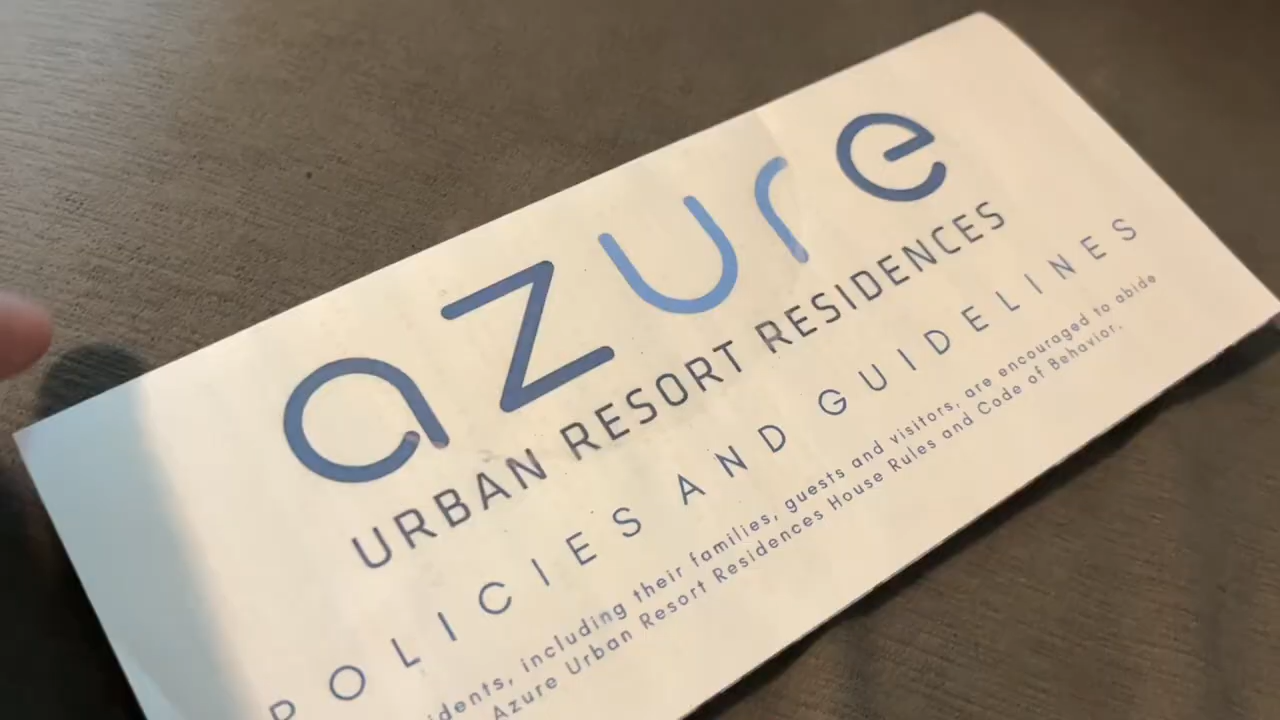 azure
URBAN RESORT RESIDENCES
POLICIES AND GUIDELINES
including their families, guests and visitors, are encouraged to abide
Azure Urban Resort Residences House Rules and Code of Behavior.